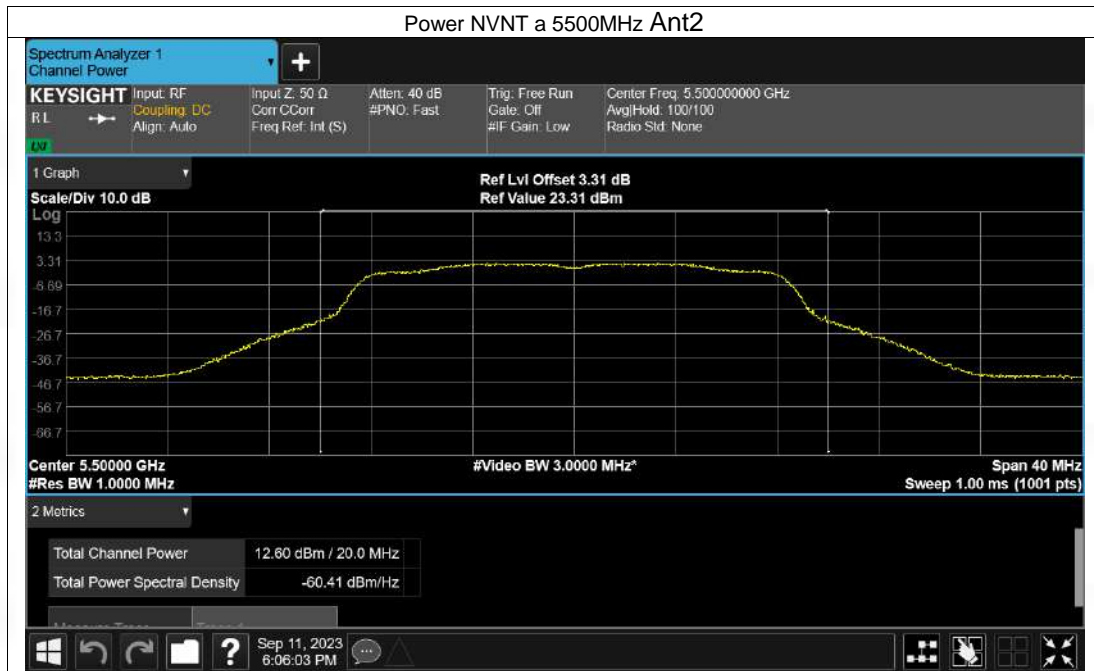 Power NVNT a 5500MHz Ant2
Spectrum Analyzer 1
Channel Power
+
KEYSIGHT
R L
LXI
Input: RF
Coupling: DC
Align: Auto
Input Z: 50 Ω
Corr CCorr
Freq Ref: Int (S)
Atten: 40 dB
#PNO: Fast
Trig: Free Run
Gate: Off
#IF Gain: Low
Center Freq: 5.500000000 GHz
Avg|Hold: 100/100
Radio Std: None
1 Graph
Scale/Div 10.0 dB
Ref Lvl Offset 3.31 dB
Ref Value 23.31 dBm
Log
13.3
3.31
-6.69
-16.7
-26.7
-36.7
-46.7
-56.7
-66.7
Center 5.50000 GHz
#Res BW 1.0000 MHz
#Video BW 3.0000 MHz*
Span 40 MHz
Sweep 1.00 ms (1001 pts)
2 Metrics
Total Channel Power 12.60 dBm / 20.0 MHz
Total Power Spectral Density -60.41 dBm/Hz
?
Sep 11, 2023
6:06:03 PM